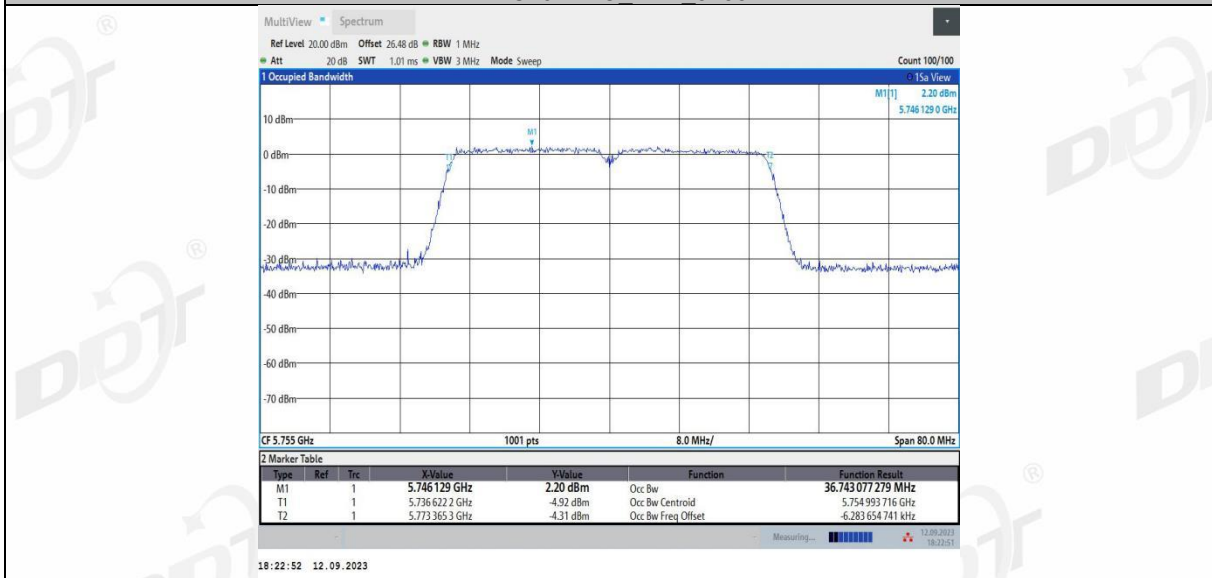 MultiView Spectrum
Ref Level 20.00 dBm Offset 26.48 dB RBW 1 MHz
Att 20 dB SWT 1.01 ms VBW 3 MHz Mode Sweep Count 100/100
1 Occupied Bandwidth 1Sa View
M1[1] 2.20 dBm
5.746 129 0 GHz
10 dBm
M1
0 dBm
T1
T2
-10 dBm
-20 dBm
-30 dBm
-40 dBm
-50 dBm
-60 dBm
-70 dBm
CF 5.755 GHz 1001 pts 8.0 MHz/ Span 80.0 MHz
2 Marker Table
Type Ref Trc X-Value Y-Value Function Function Result
M1 1 5.746 129 GHz 2.20 dBm Occ Bw 36.743 077 279 MHz
T1 1 5.736 622 2 GHz -4.92 dBm Occ Bw Centroid 5.754 993 716 GHz
T2 1 5.773 365 3 GHz -4.31 dBm Occ Bw Freq Offset -6.283 654 741 kHz
Measuring... 12.09.2023
18:22:51
18:22:52 12.09.2023
DDT
DDT
DDT
DDT